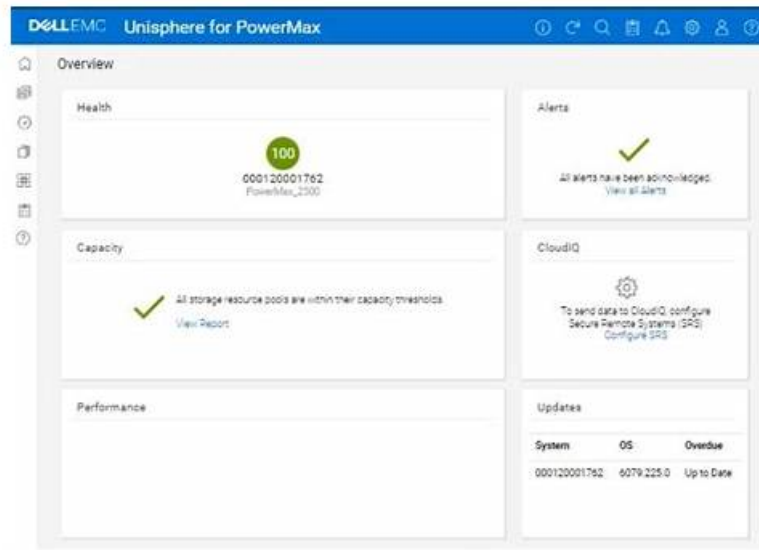 DELLEMC Unisphere for PowerMax
Overview
Health
100
000120001762
PowerMax_2500
Alerts
All alerts have been acknowledged.
View all Alerts
Capacity
All storage resource pools are within their capacity thresholds.
View Report
CloudIQ
To send data to CloudIQ, configure
Secure Remote Systems (SRS)
Configure SRS
Performance
Updates
System OS Overdue
000120001762 6079.225.0 Up to Date